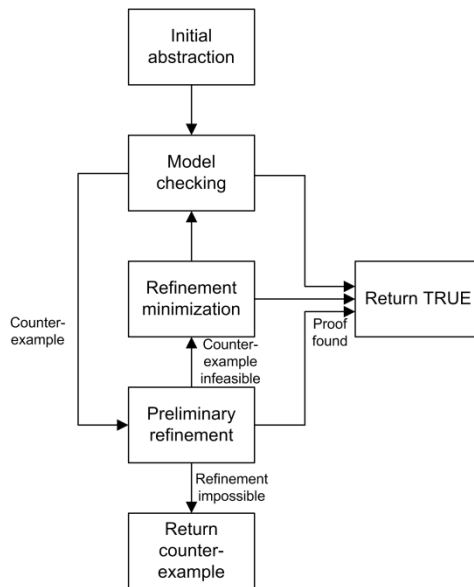 Initial
abstraction
Model
checking
Refinement
minimization
Return TRUE
Counter-
example
Proof
found
Counter-
example
infeasible
Preliminary
refinement
Refinement
impossible
Return
counter-
example